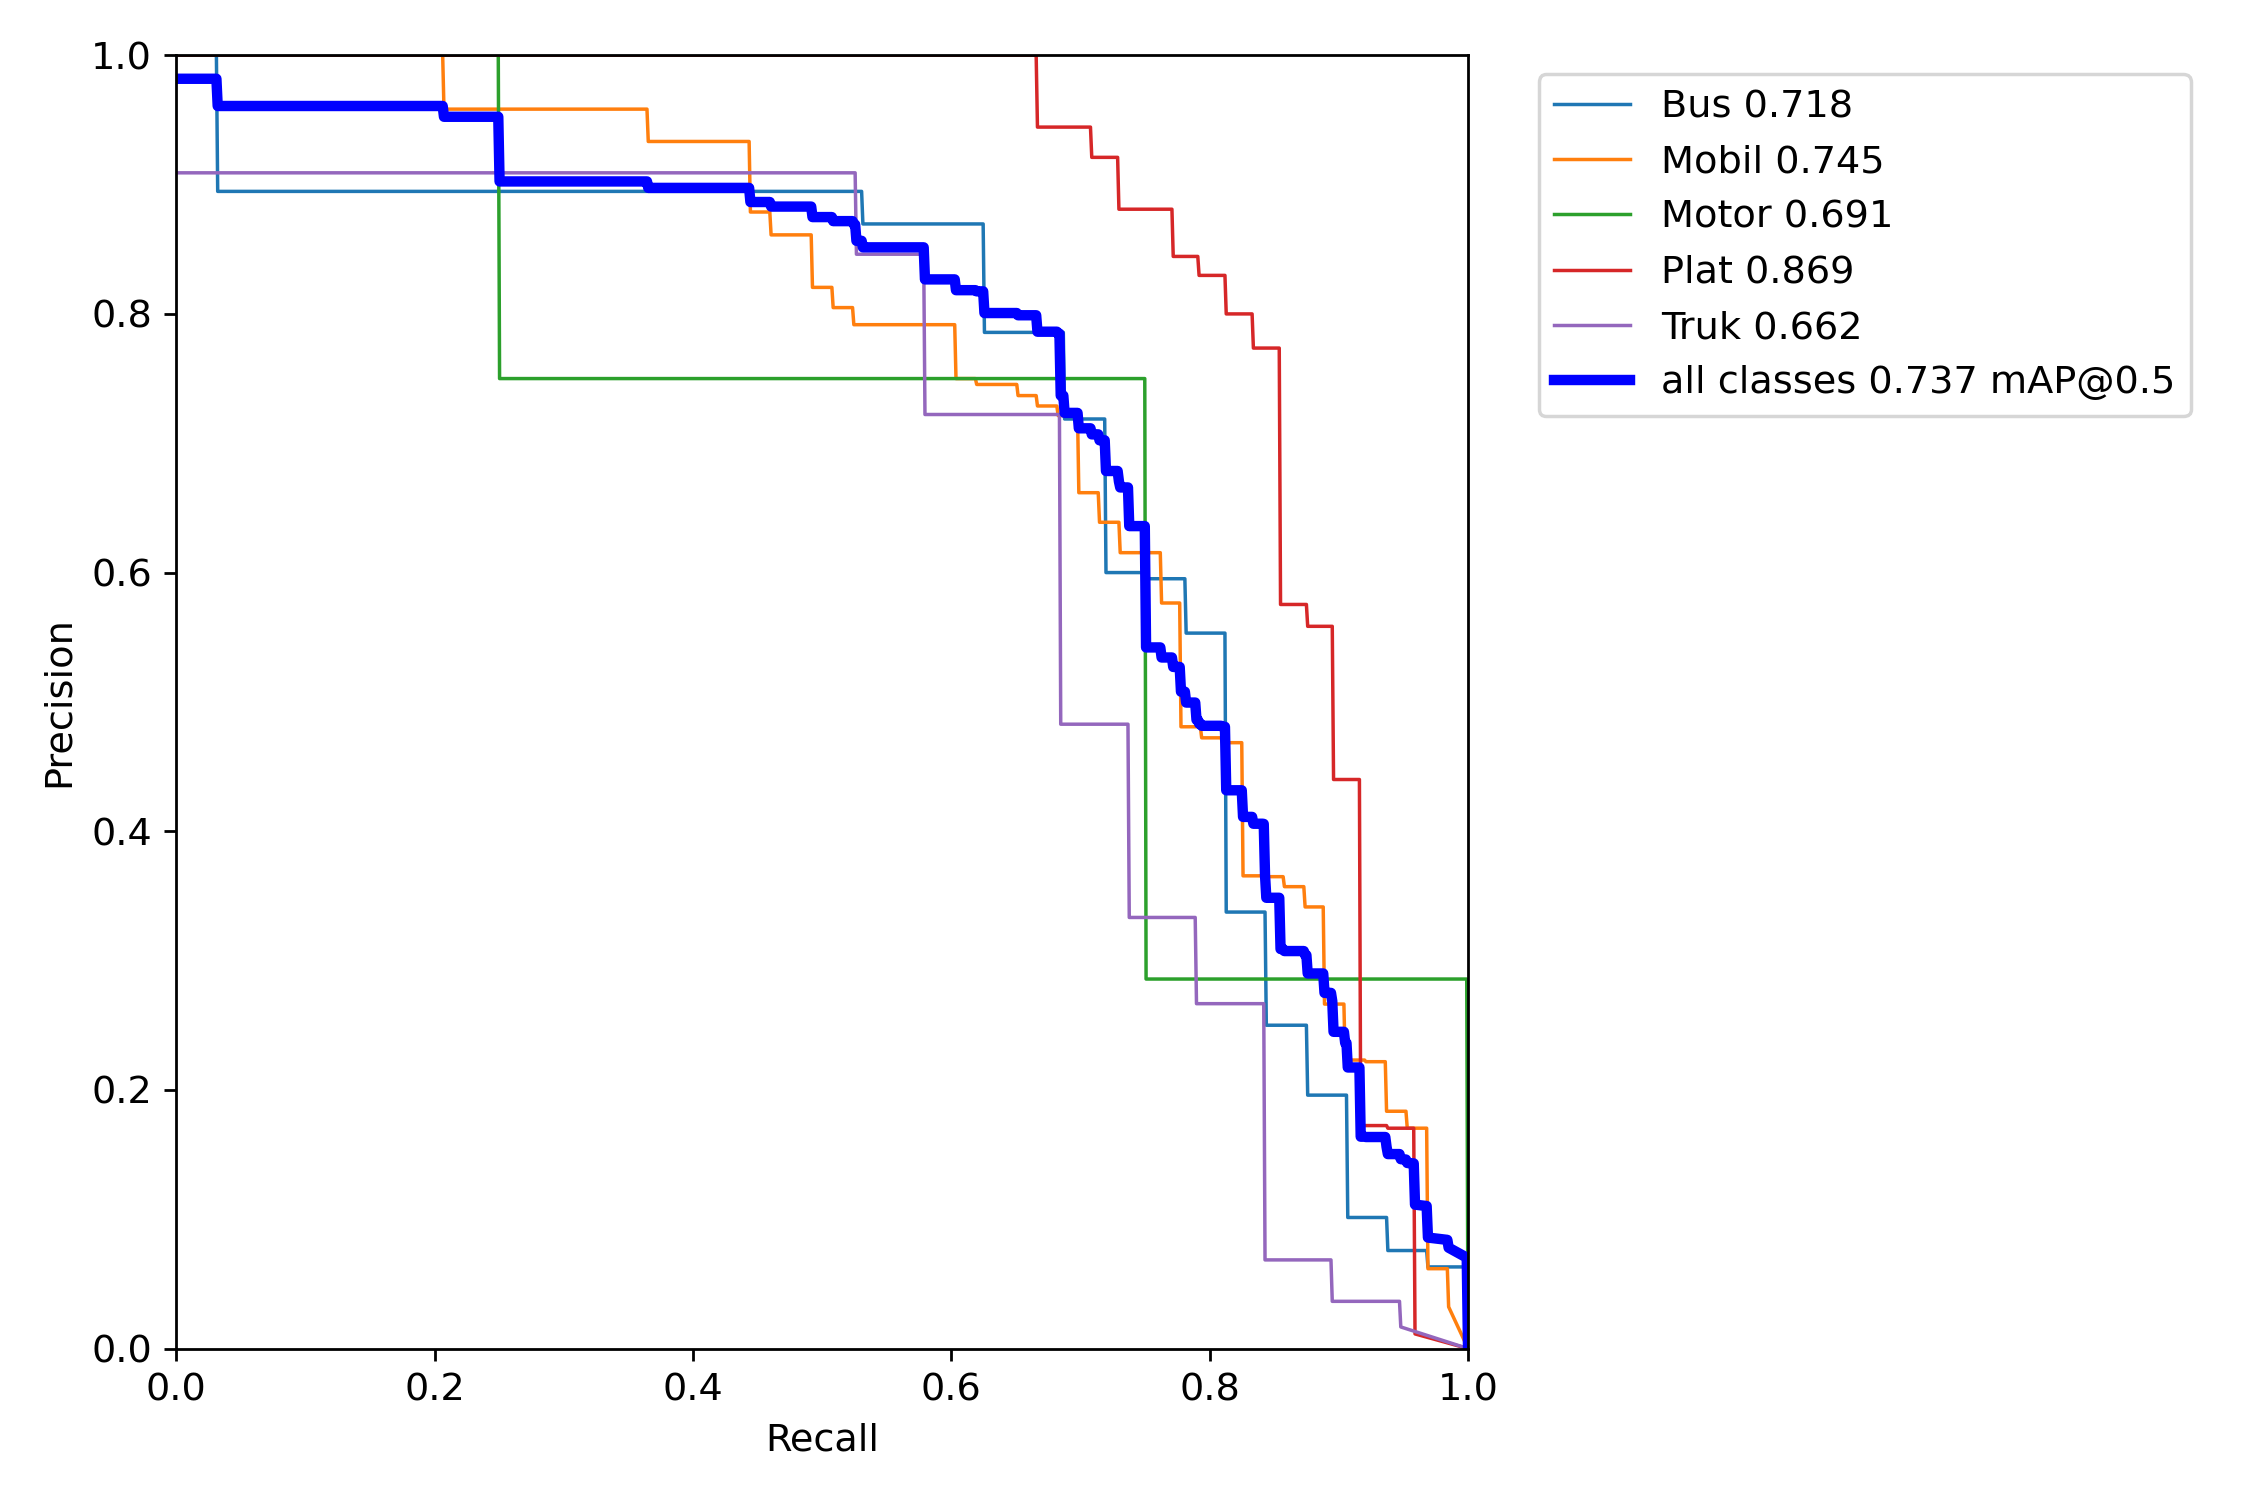 1.0
0.8
0.6
0.4
0.2
0.0
0.0 0.2 0.4 0.6 0.8 1.0
Precision
Recall
Bus 0.718
Mobil 0.745
Motor 0.691
Plat 0.869
Truk 0.662
all classes 0.737 mAP@0.5